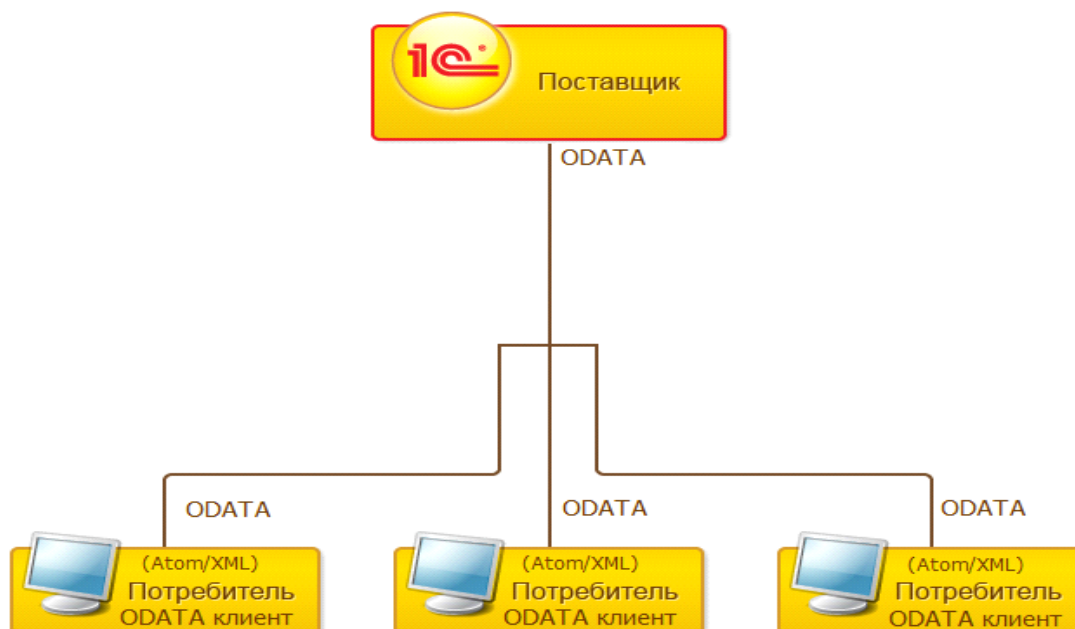 1С
Поставщик
ODATA
ODATA
ODATA
ODATA
(Atom/XML)
Потребитель
ODATA клиент
(Atom/XML)
Потребитель
ODATA клиент
(Atom/XML)
Потребитель
ODATA клиент